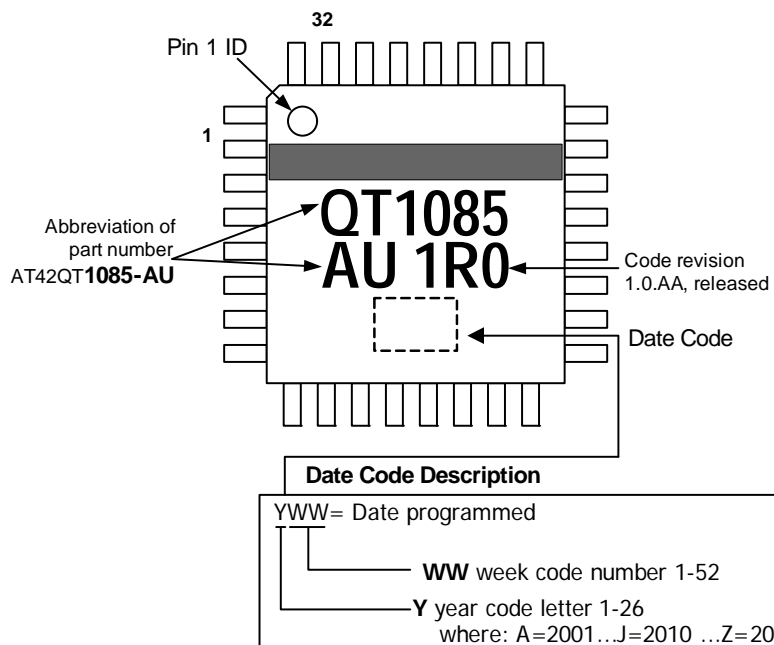 32
Pin 1 ID
1
QT1085
AU 1R0
Abbreviation of
part number
AT42QT1085-AU
Code revision
1.0.AA, released
Date Code
Date Code Description
YWW= Date programmed
WW week code number 1-52
Y year code letter 1-26
where: A=2001...J=2010 ...Z=20